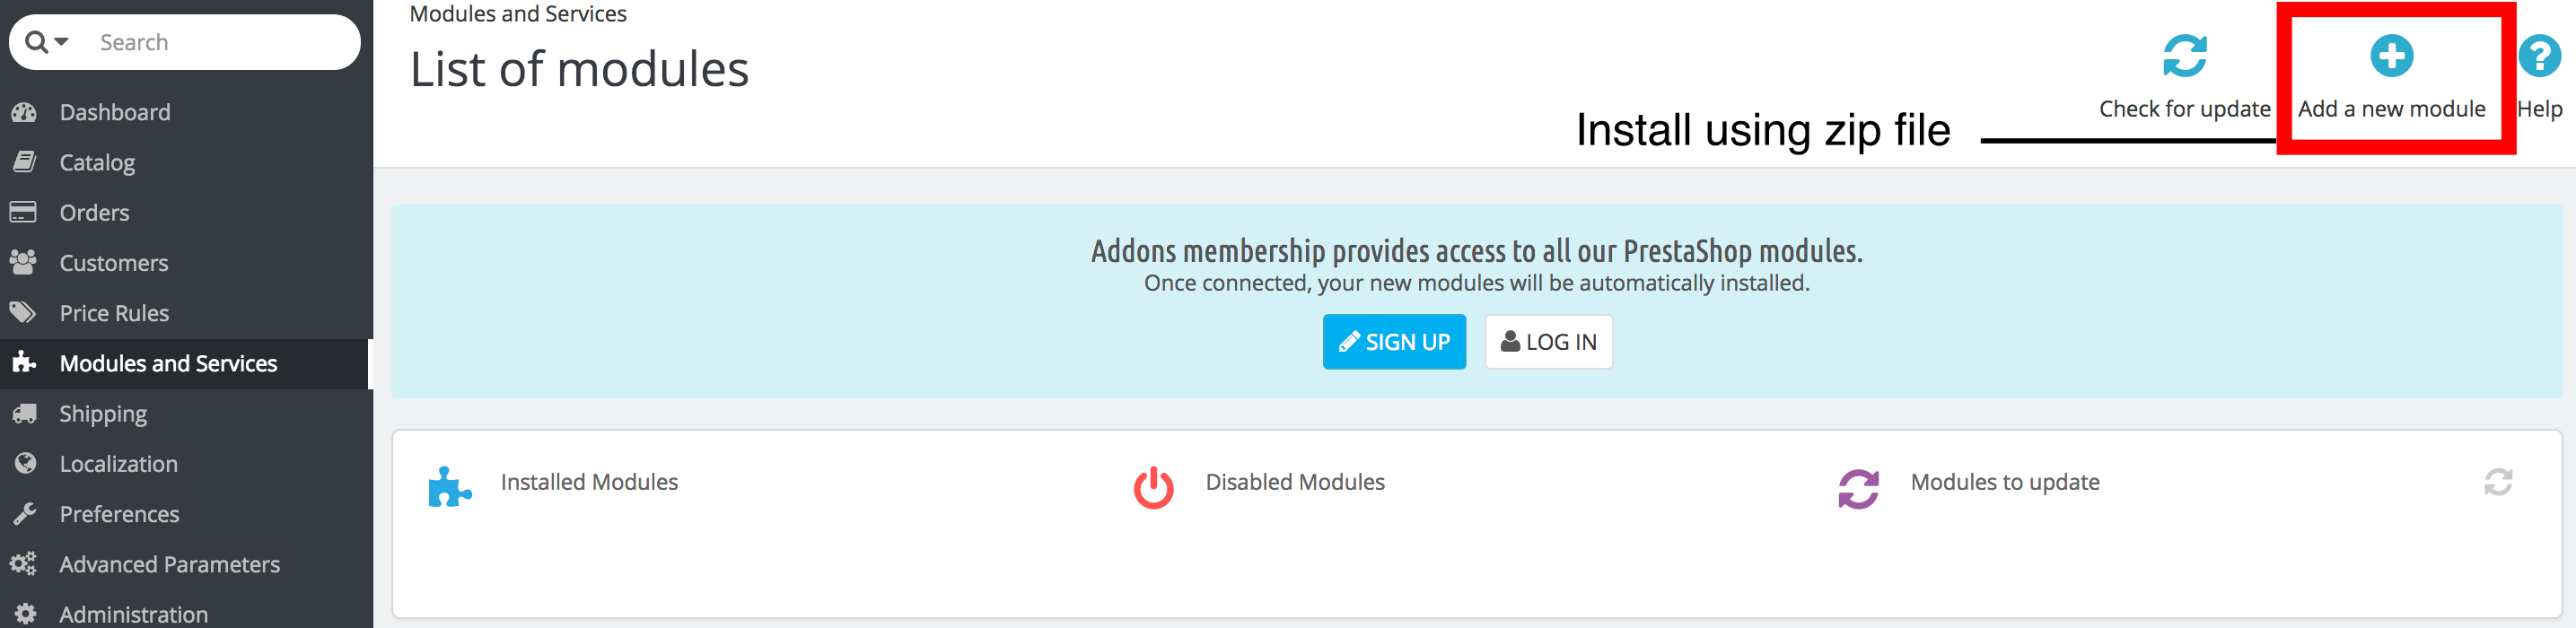 Search
Dashboard
Catalog
Orders
Customers
Price Rules
Modules and Services
Shipping
Localization
Preferences
Advanced Parameters
Administration
Modules and Services
List of modules
Check for update
Add a new module
Help
Install using zip file
Addons membership provides access to all our PrestaShop modules.
Once connected, your new modules will be automatically installed.
SIGN UP
LOG IN
Installed Modules
Disabled Modules
Modules to update